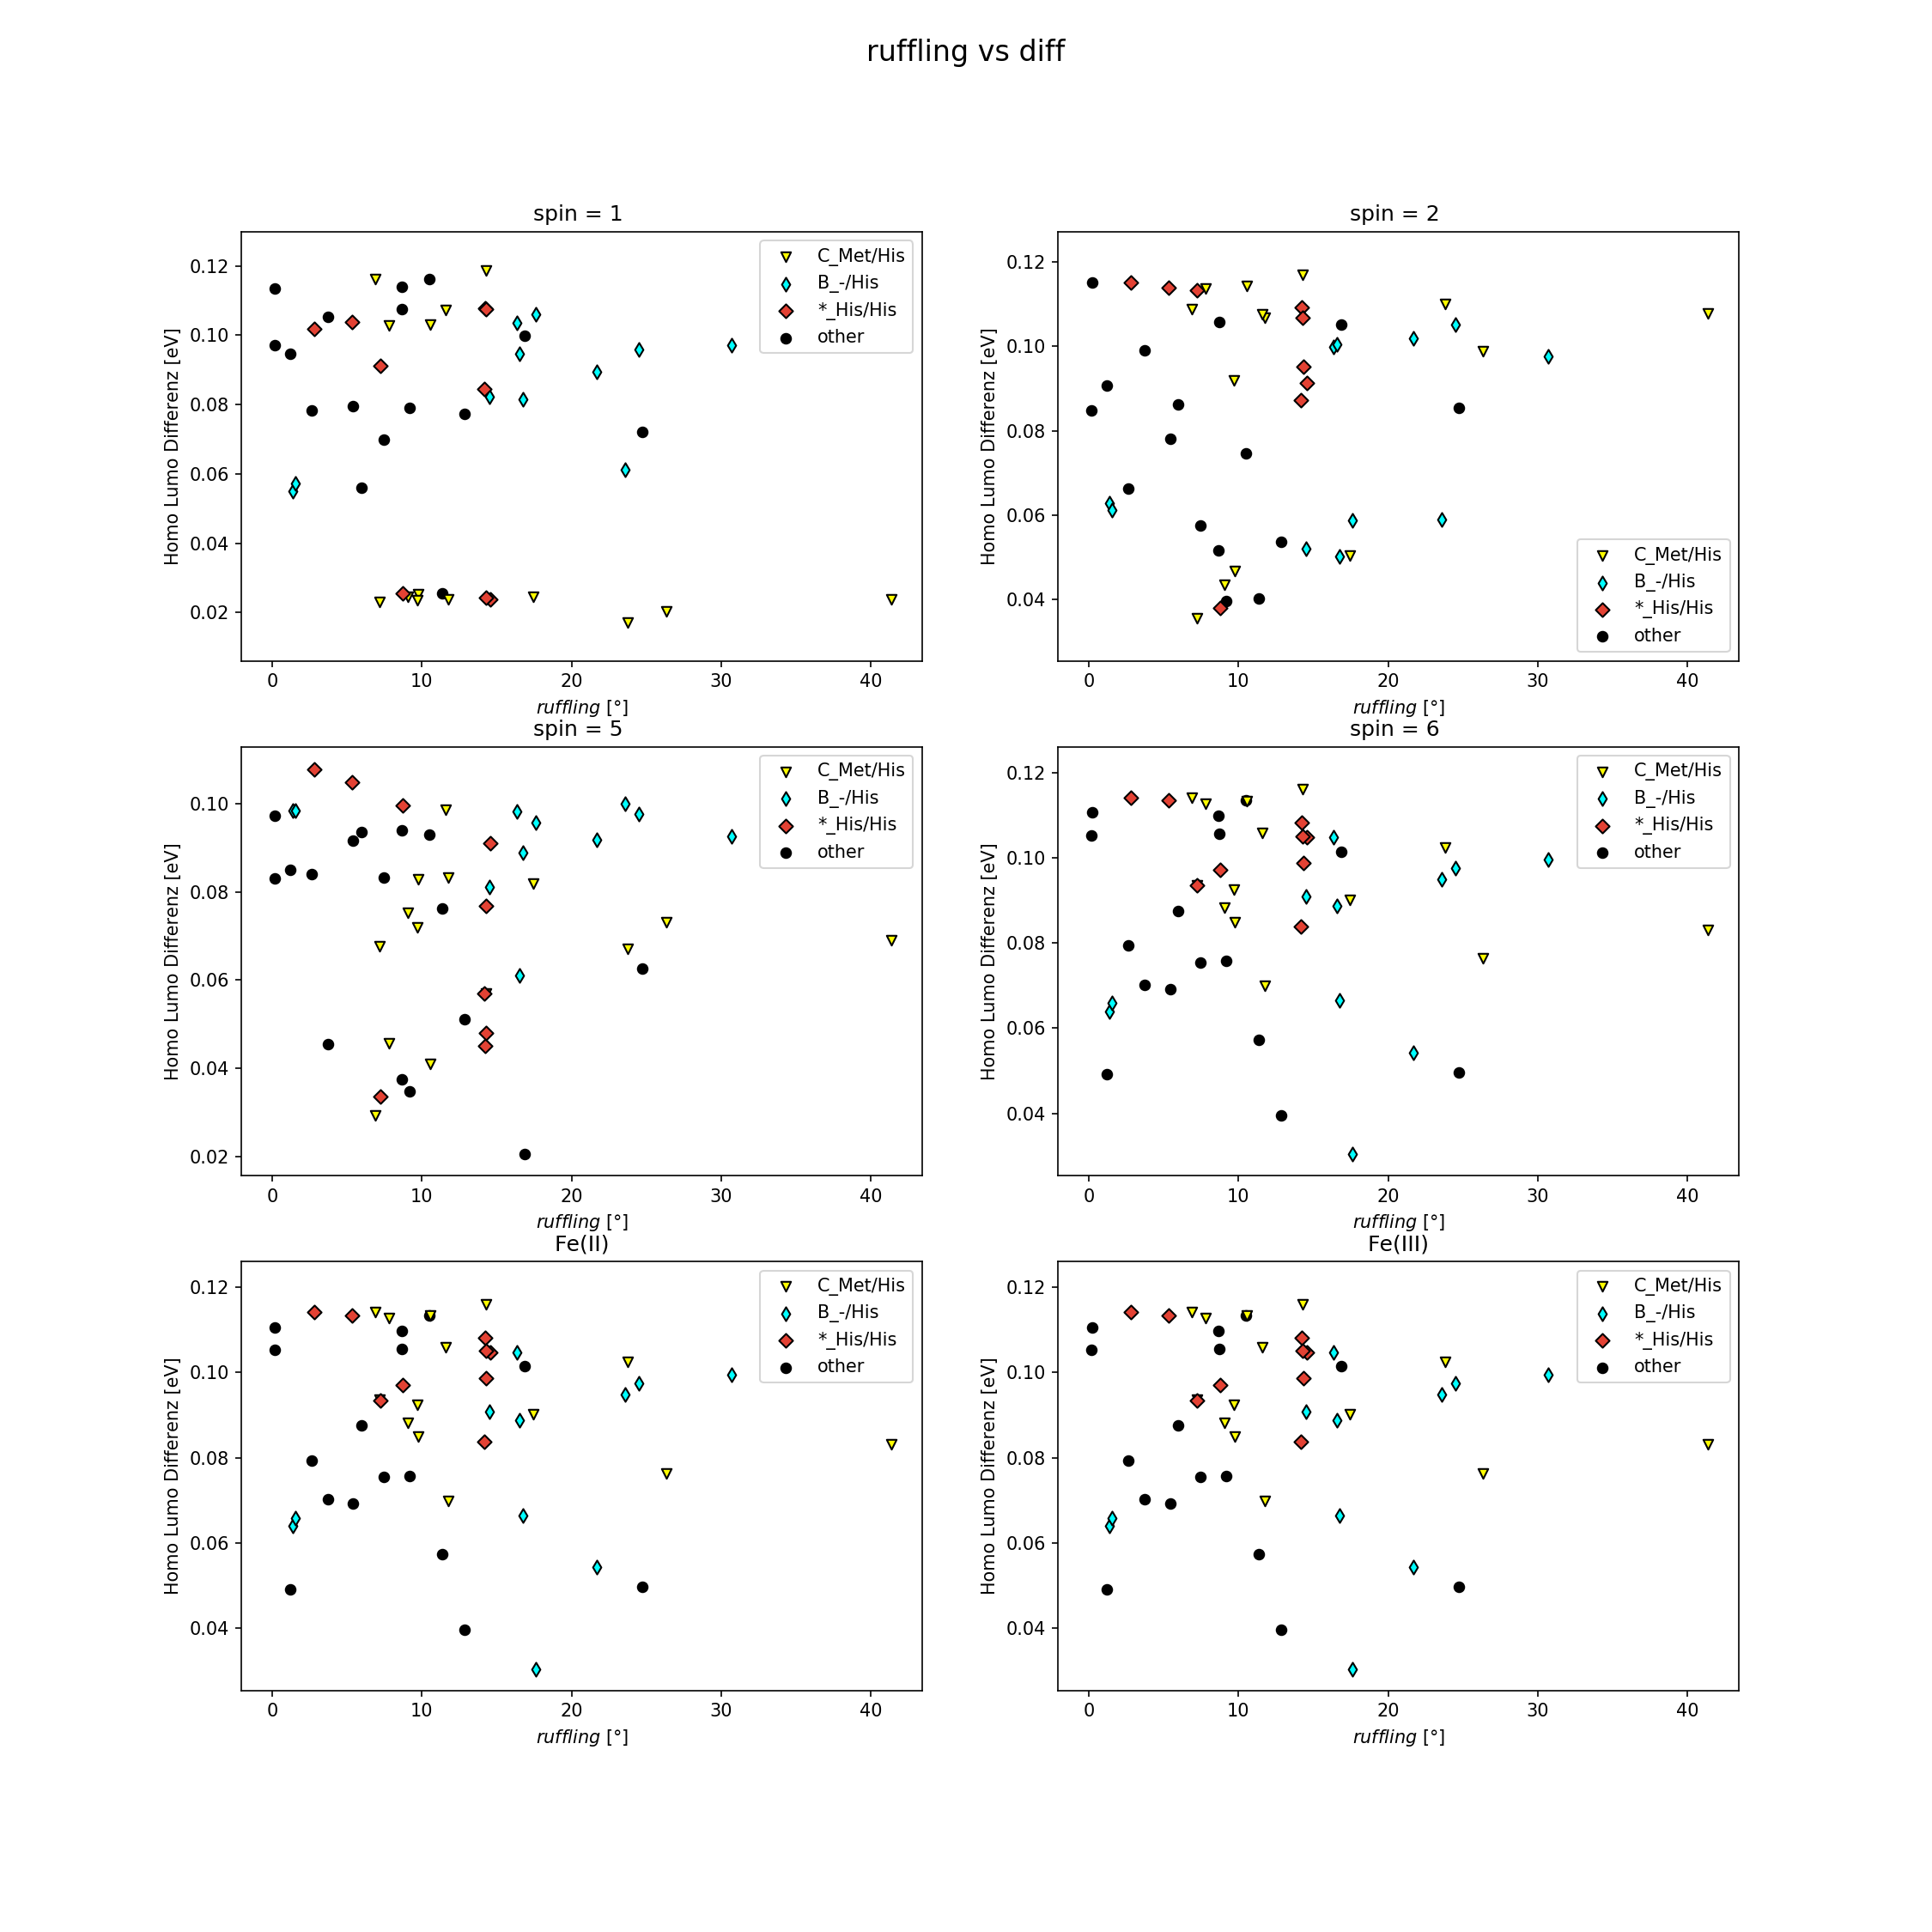 ruffling vs diff
spin = 1
Homo Lumo Differenz [eV]
0.12
0.10
0.08
0.06
0.04
0.02
C_Met/His
B_-/His
*_His/His
other
0 10 20 30 40
ruffling [°]
spin = 2
Homo Lumo Differenz [eV]
0.12
0.10
0.08
0.06
0.04
C_Met/His
B_-/His
*_His/His
other
0 10 20 30 40
ruffling [°]
spin = 5
Homo Lumo Differenz [eV]
0.10
0.08
0.06
0.04
0.02
C_Met/His
B_-/His
*_His/His
other
0 10 20 30 40
ruffling [°]
spin = 6
Homo Lumo Differenz [eV]
0.12
0.10
0.08
0.06
0.04
C_Met/His
B_-/His
*_His/His
other
0 10 20 30 40
ruffling [°]
Fe(II)
Homo Lumo Differenz [eV]
0.12
0.10
0.08
0.06
0.04
C_Met/His
B_-/His
*_His/His
other
0 10 20 30 40
ruffling [°]
Fe(III)
Homo Lumo Differenz [eV]
0.12
0.10
0.08
0.06
0.04
C_Met/His
B_-/His
*_His/His
other
0 10 20 30 40
ruffling [°]